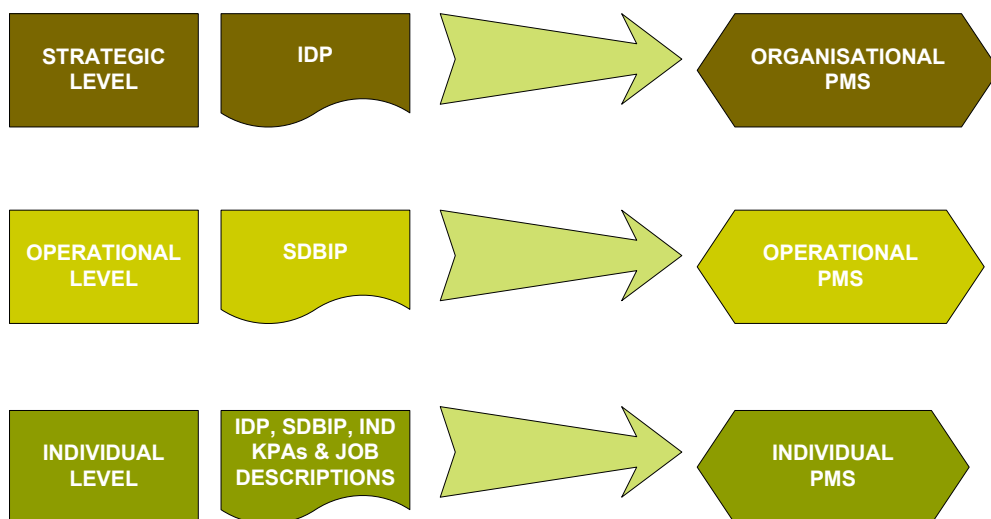 STRATEGIC
LEVEL
IDP
ORGANISATIONAL
PMS
OPERATIONAL
LEVEL
SDBIP
OPERATIONAL
PMS
INDIVIDUAL
LEVEL
IDP, SDBIP, IND
KPAs & JOB
DESCRIPTIONS
INDIVIDUAL
PMS